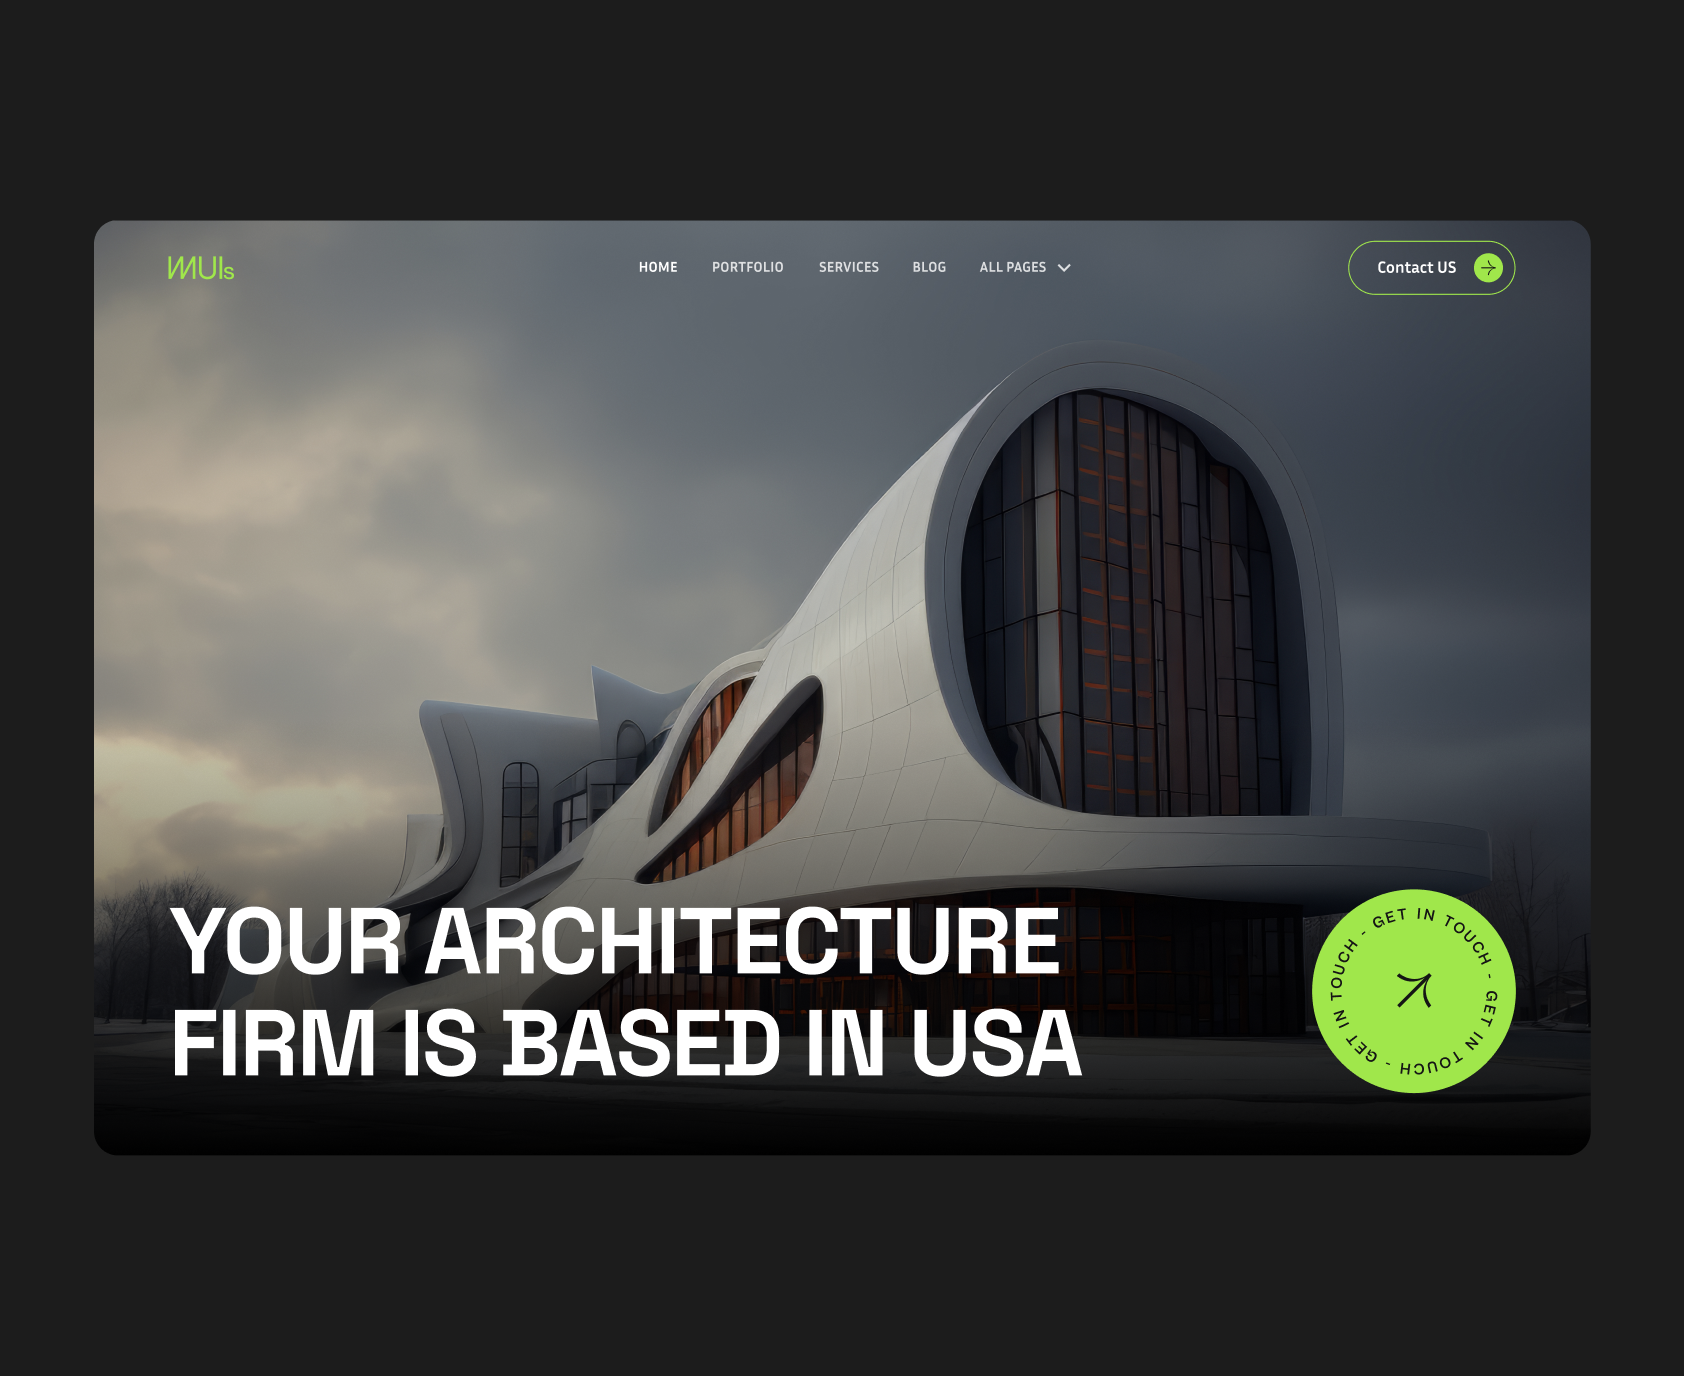 MUIs
HOME PORTFOLIO SERVICES BLOG ALL PAGES
Contact US
YOUR ARCHITECTURE
FIRM IS BASED IN USA
GET IN TOUCH - GET IN TOUCH - GET IN TOUCH -